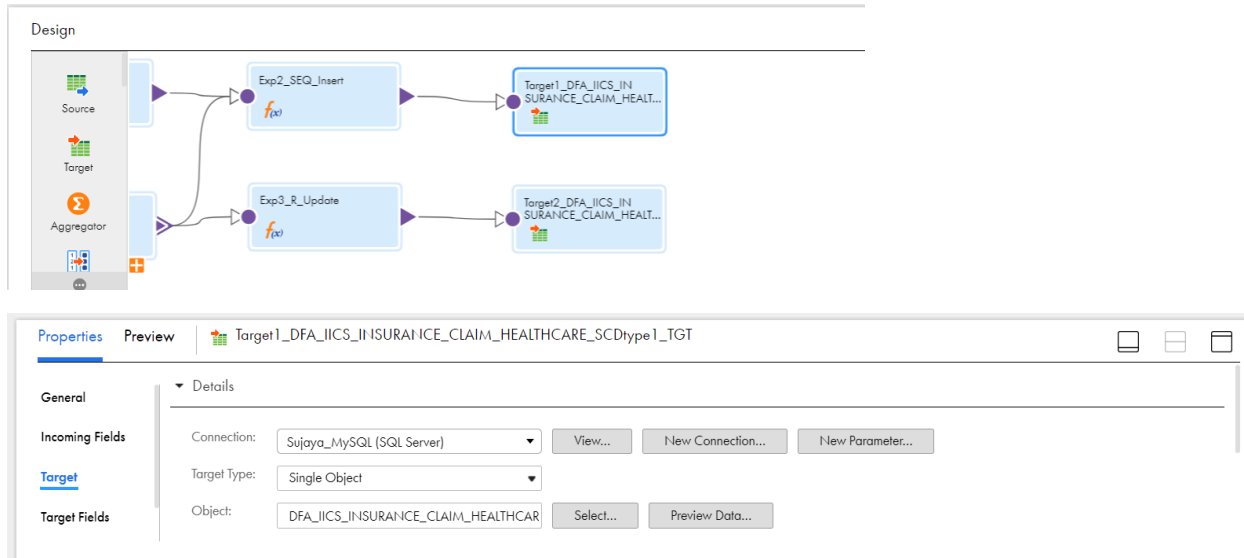 Design
Source
Target
Σ
Aggregator
Exp2_SEQ_Insert
f(x)
Target1_DFA_IICS_IN
SURANCE_CLAIM_HEALT...
Exp3_R_Update
f(x)
Target2_DFA_IICS_IN
SURANCE_CLAIM_HEALT...
Properties Preview Target1_DFA_IICS_INSURANCE_CLAIM_HEALTHCARE_SCDtype1_TGT
General
Incoming Fields
Target
Target Fields
Details
Connection: Sujaya_MySQL (SQL Server) View... New Connection... New Parameter...
Target Type: Single Object
Object: DFA_IICS_INSURANCE_CLAIM_HEALTHCAR Select... Preview Data...